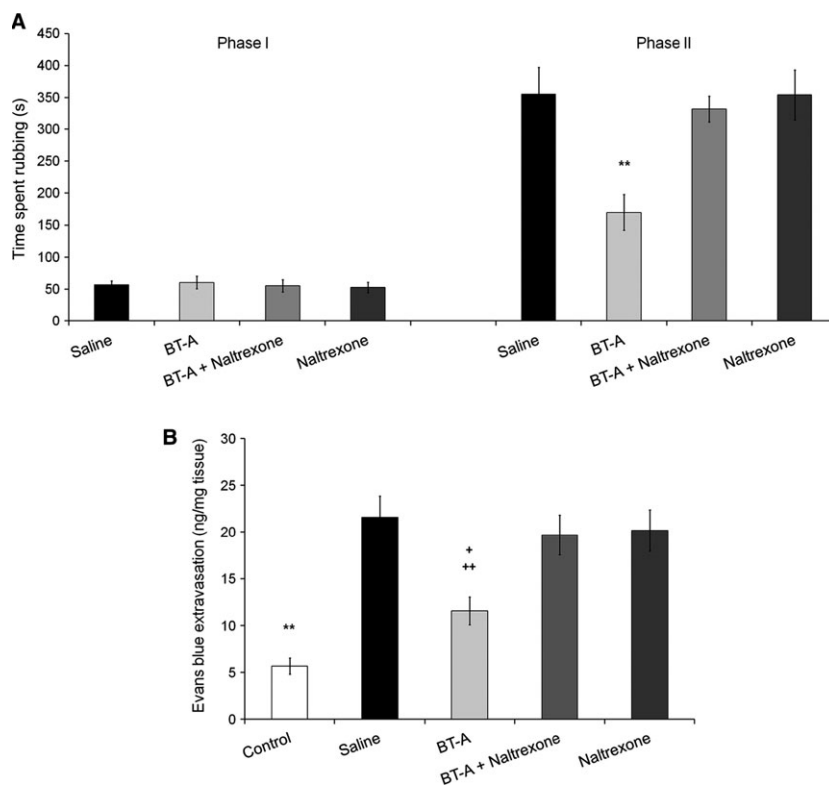 A
Phase I
Phase II
Time spent rubbing (s)
450
400
350
300
250
200
150
100
50
0
**
Saline
BT-A
BT-A + Naltrexone
Naltrexone
Saline
BT-A
BT-A + Naltrexone
Naltrexone
B
Evans blue extravasation (ng/mg tissue)
30
25
20
15
10
5
0
**
+
++
Control
Saline
BT-A
BT-A + Naltrexone
Naltrexone